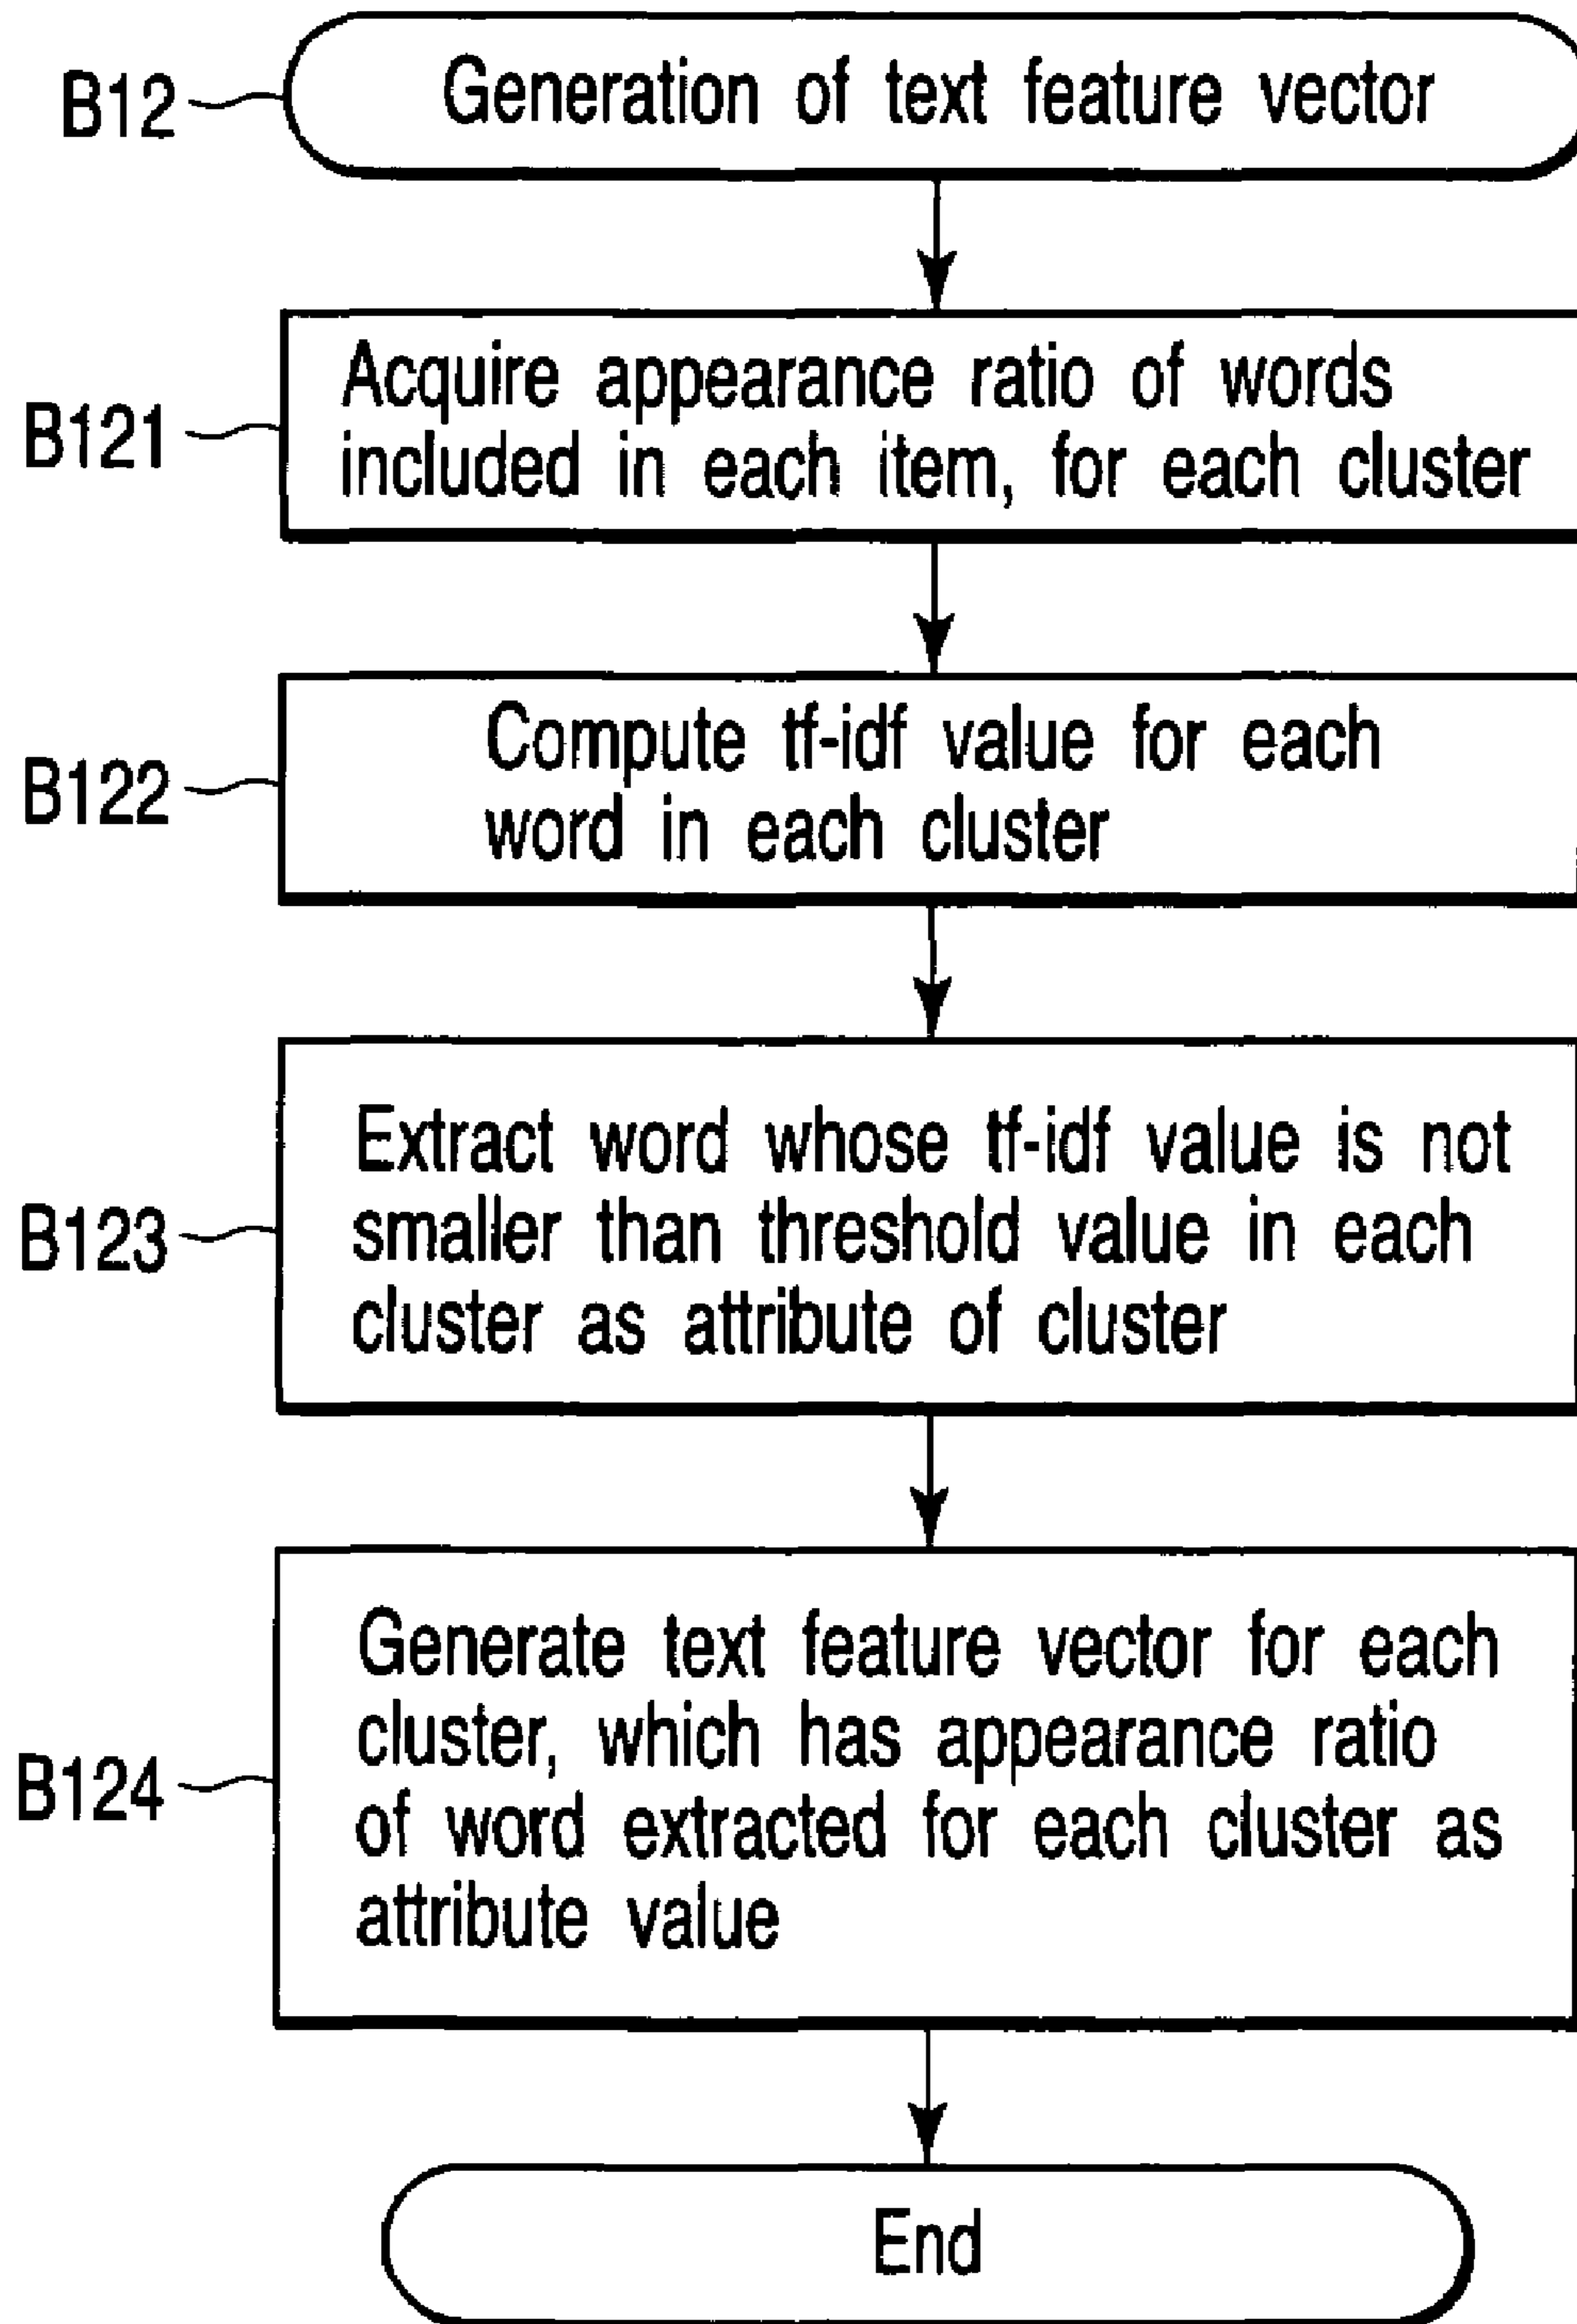 B12
Generation of text feature vector
B121
Acquire appearance ratio of words
included in each item, for each cluster
B122
Compute tf-idf value for each
word in each cluster
B123
Extract word whose tf-idf value is not
smaller than threshold value in each
cluster as attribute of cluster
B124
Generate text feature vector for each
cluster, which has appearance ratio
of word extracted for each cluster as
attribute value
End